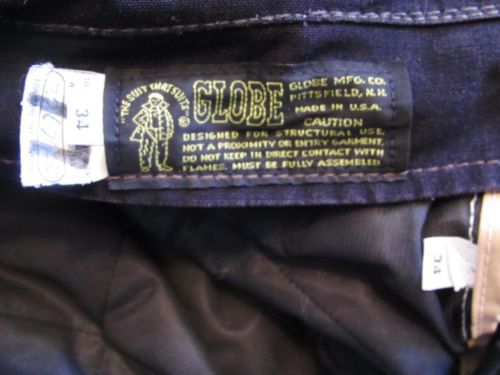 THE SUIT THAT SUITS
®
GLOBE
GLOBE MFG. CO.
PITTSFIELD, N.H.
MADE IN U.S.A.
CAUTION
DESIGNED FOR STRUCTURAL USE.
NOT A PROXIMITY OR ENTRY GARMENT.
DO NOT KEEP IN DIRECT CONTACT WITH
FLAMES. MUST BE FULLY ASSEMBLED
34
34